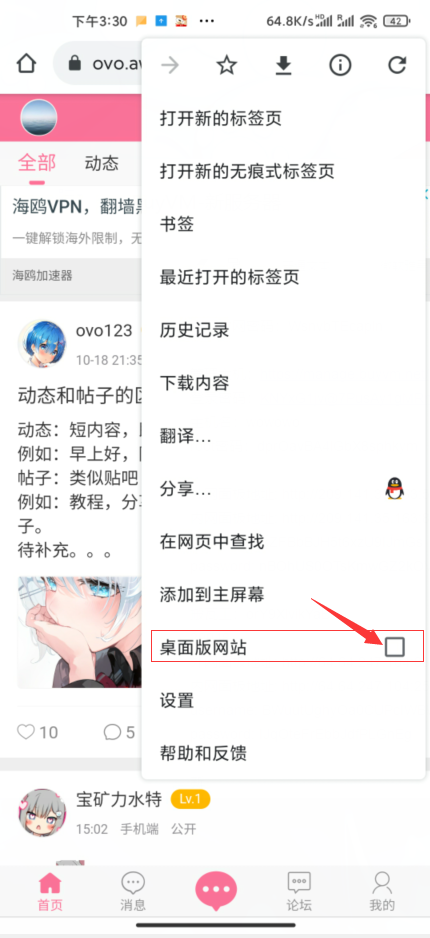 下午3:30
64.8K/s
HD
R
42
ovo.a
打开新的标签页
打开新的无痕式标签页
书签
最近打开的标签页
历史记录
下载内容
翻译…
分享…
在网页中查找
添加到主屏幕
桌面版网站
设置
帮助和反馈
全部
动态
海鸥VPN，翻墙
一键解锁海外限制，无
海鸥加速器
ovo123
10-18 21:35
动态和帖子的区
动态：短内容，
例如：早上好，
帖子：类似贴吧
例如：教程，分
子。
待补充。。。
10
5
宝矿力水特
Lv.1
15:02 手机端 公开
首页
消息
论坛
我的